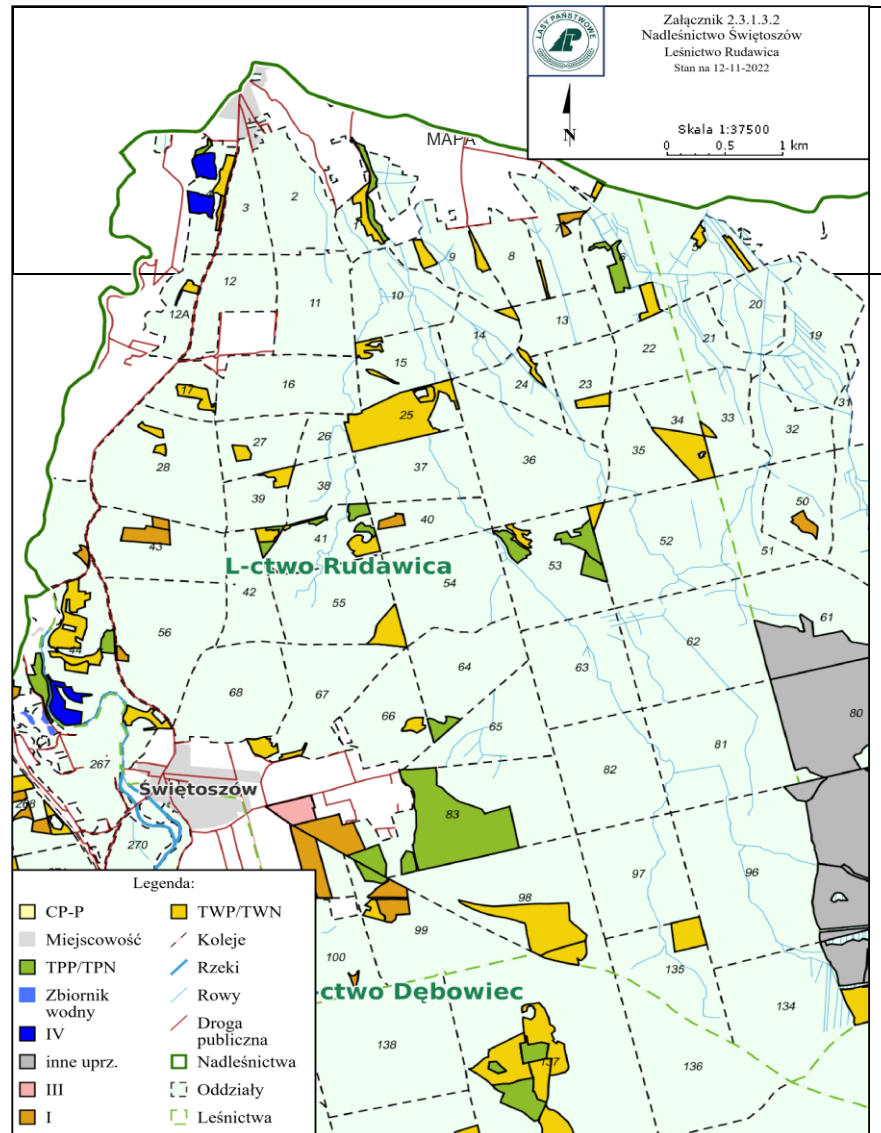 Załącznik 2.3.1.3.2
Nadleśnictwo Świętoszów
Leśnictwo Rudawica
Stan na 12-11-2022
LASY PAŃSTWOWE
N
Skala 1:37500
0 0.5 1 km
MAPA
3 2 1 9 8 7 6 5
12 11 10 20
12A 14 13 22 21 19
16 15 24 23 31
17 25 34 33 32
27 26 36 35
28 37
39 38 50
43 41 40 52 51
L-ctwo Rudawica
42 54 53
56 55 62 61
44 64 63
68 67 66 65 81 80
267 82
Świętoszów
268 83
270
97 96
98
99
100 135
-ctwo Dębowiec
134
138 137 136
Legenda:
CP-P
Miejscowość
TPP/TPN
Zbiornik
wodny
IV
inne uprz.
III
I
TWP/TWN
Koleje
Rzeki
Rowy
Droga
publiczna
Nadleśnictwa
Oddziały
Leśnictwa